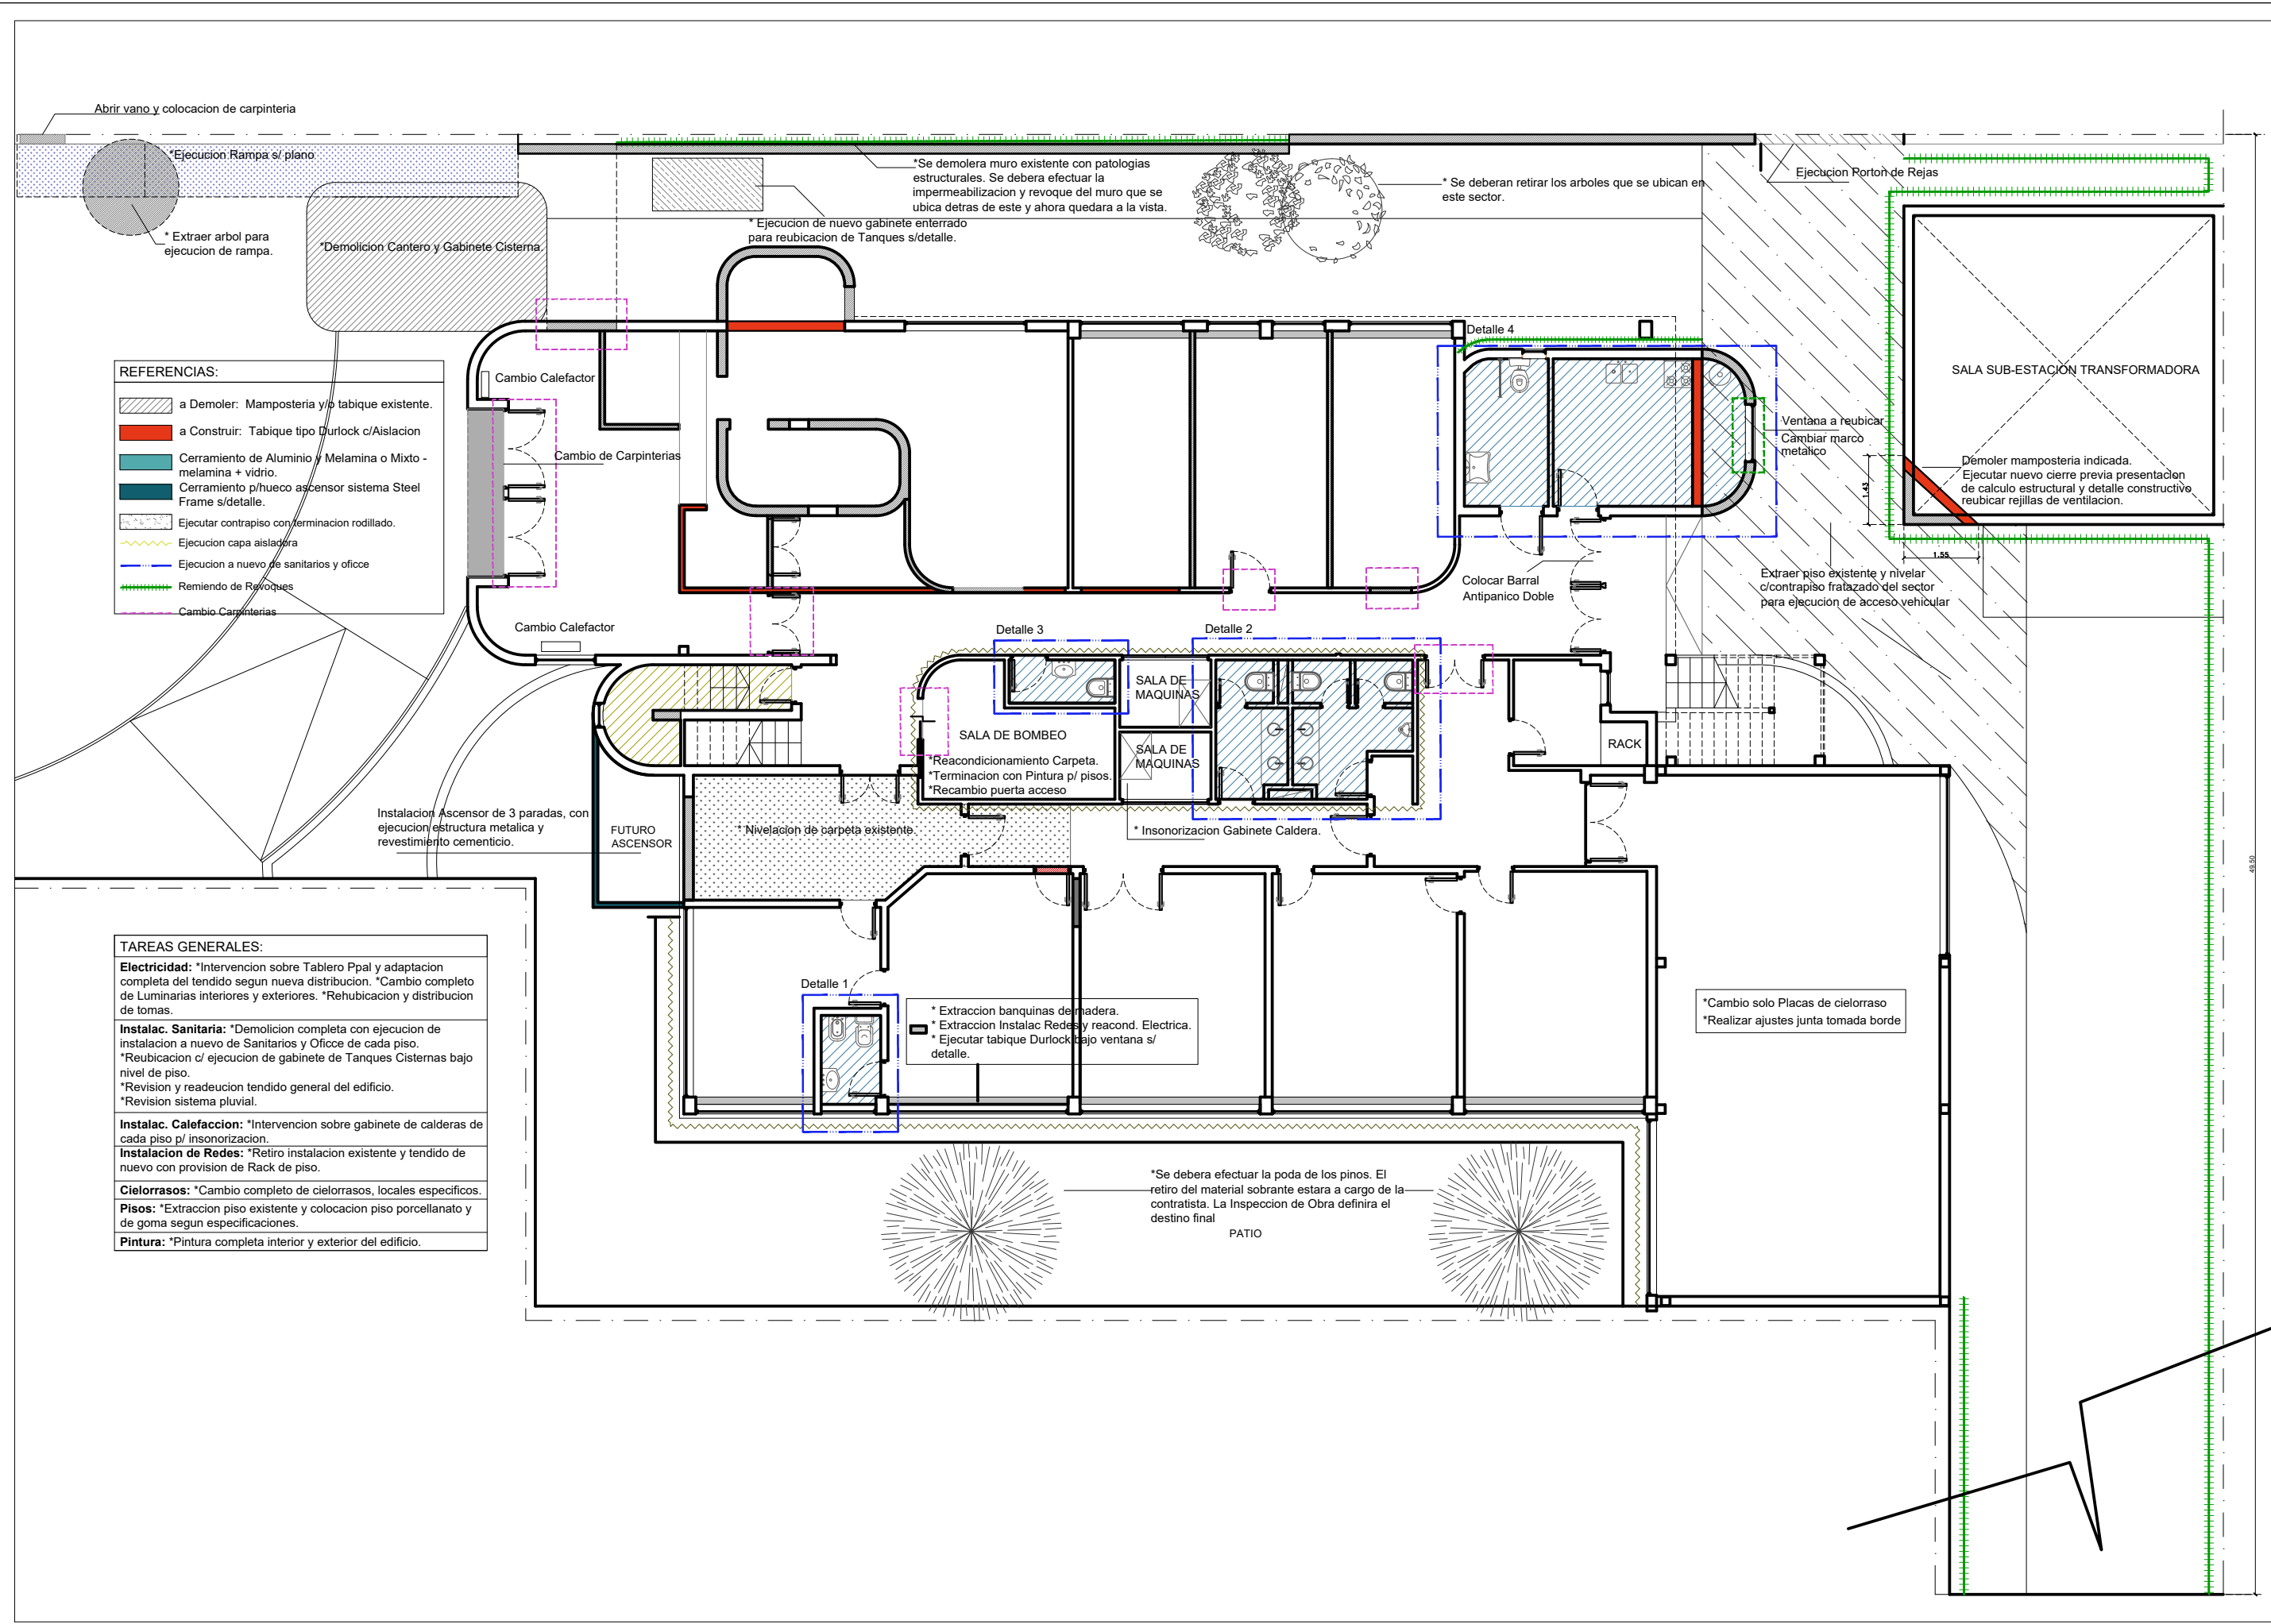 Abrir vano y colocacion de carpinteria
*Ejecucion Rampa s/ plano
* Extraer arbol para
ejecucion de rampa.
*Demolicion Cantero y Gabinete Cisterna.
*Se demolera muro existente con patologias
estructurales. Se debera efectuar la
impermeabilizacion y revoque del muro que se
ubica detras de este y ahora quedara a la vista.
* Ejecucion de nuevo gabinete enterrado
para reubicacion de Tanques s/detalle.
* Se deberan retirar los arboles que se ubican en
este sector.
Ejecucion Porton de Rejas
REFERENCIAS:
a Demoler: Mamposteria y/o tabique existente.
a Construir: Tabique tipo Durlock c/Aislacion
Cerramiento de Aluminio y Melamina o Mixto -
melamina + vidrio.
Cerramiento p/hueco ascensor sistema Steel
Frame s/detalle.
Ejecutar contrapiso con terminacion rodillado.
Ejecucion capa aisladora
Ejecucion a nuevo de sanitarios y oficce
Remiendo de Revoques
Cambio Carpinterias
Cambio Calefactor
Cambio de Carpinterias
Cambio Calefactor
Detalle 4
SALA SUB-ESTACION TRANSFORMADORA
Ventana a reubicar
Cambiar marco
metalico
Demoler mamposteria indicada.
Ejecutar nuevo cierre previa presentacion
de calculo estructural y detalle constructivo
reubicar rejillas de ventilacion.
1.43
1.55
Colocar Barral
Antipanico Doble
Extraer piso existente y nivelar
c/contrapiso fratazado del sector
para ejecución de acceso vehicular
Detalle 3
Detalle 2
SALA DE
MAQUINAS
SALA DE BOMBEO
*Reacondicionamiento Carpeta.
*Terminacion con Pintura p/ pisos.
*Recambio puerta acceso
SALA DE
MAQUINAS
RACK
Instalacion Ascensor de 3 paradas, con
ejecucion estructura metalica y
revestimiento cementicio.
FUTURO
ASCENSOR
* Nivelacion de carpeta existente.
* Insonorizacion Gabinete Caldera.
49.50
TAREAS GENERALES:
Electricidad: *Intervencion sobre Tablero Ppal y adaptacion
completa del tendido segun nueva distribucion. *Cambio completo
de Luminarias interiores y exteriores. *Rehubicacion y distribucion
de tomas.
Instalac. Sanitaria: *Demolicion completa con ejecucion de
instalacion a nuevo de Sanitarios y Oficce de cada piso.
*Reubicacion c/ ejecucion de gabinete de Tanques Cisternas bajo
nivel de piso.
*Revision y readeucion tendido general del edificio.
*Revision sistema pluvial.
Instalac. Calefaccion: *Intervencion sobre gabinete de calderas de
cada piso p/ insonorizacion.
Instalacion de Redes: *Retiro instalacion existente y tendido de
nuevo con provision de Rack de piso.
Cielorrasos: *Cambio completo de cielorrasos, locales especificos.
Pisos: *Extraccion piso existente y colocacion piso porcellanato y
de goma segun especificaciones.
Pintura: *Pintura completa interior y exterior del edificio.
Detalle 1
* Extraccion banquinas de madera.
* Extraccion Instalac Redes y reacond. Electrica.
* Ejecutar tabique Durlock bajo ventana s/
detalle.
*Cambio solo Placas de cielorraso
*Realizar ajustes junta tomada borde
*Se debera efectuar la poda de los pinos. El
retiro del material sobrante estara a cargo de la
contratista. La Inspeccion de Obra definira el
destino final
PATIO